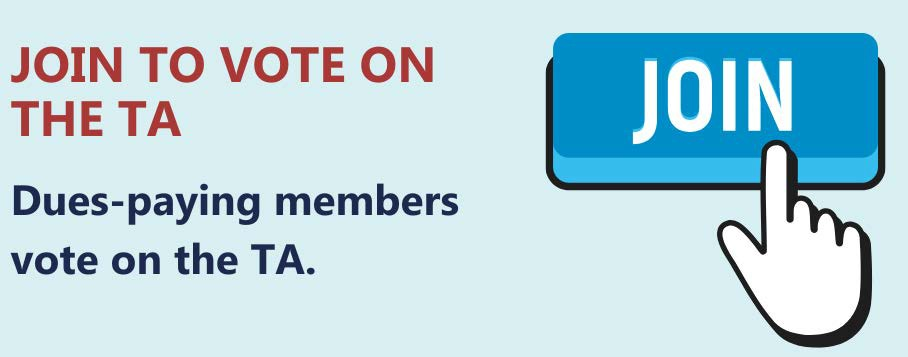 JOIN TO VOTE ON
THE TA
Dues-paying members
vote on the TA.
JOIN